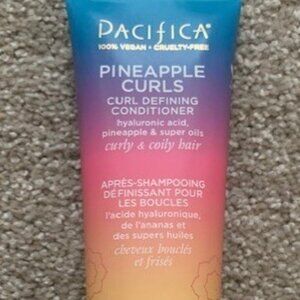 PACIFICA
100% VEGAN • CRUELTY-FREE
PINEAPPLE
CURLS
CURL DEFINING
CONDITIONER
hyaluronic acid,
pineapple & super oils
curly & coily hair
APRÈS-SHAMPOOING
DÉFINISSANT POUR
LES BOUCLES
l'acide hyaluronique,
de l'ananas et
des supers huiles
cheveux bouclés
et frisés